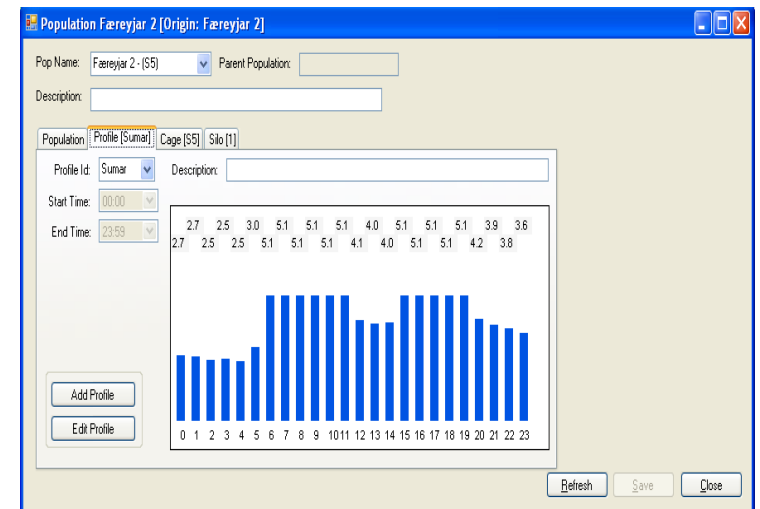 Population Færeyjar 2 [Origin: Færeyjar 2]
Pop Name: Færeyjar 2 - (S5) Parent Population:
Description:
Population Profile [Sumar] Cage [S5] Silo [1]
Profile Id: Sumar Description:
Start Time: 00:00
End Time: 23:59
2.7 2.5 3.0 5.1 5.1 5.1 4.0 5.1 5.1 5.1 3.9 3.6
2.7 2.5 2.5 5.1 5.1 5.1 4.1 4.0 5.1 5.1 4.2 3.8
Add Profile
Edit Profile
0 1 2 3 4 5 6 7 8 9 10 11 12 13 14 15 16 17 18 19 20 21 22 23
Refresh Save Close